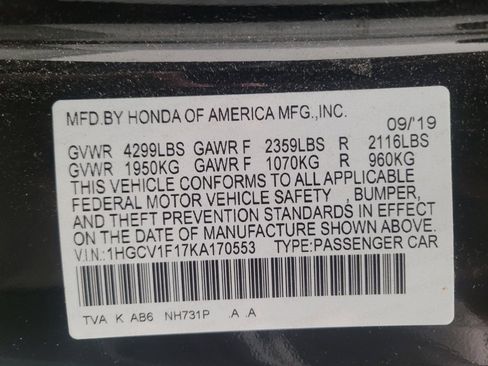 MFD.BY HONDA OF AMERICA MFG.,INC.
09/'19
GVWR 4299LBS GAWR F 2359LBS R 2116LBS
GVWR 1950KG GAWR F 1070KG R 960KG
THIS VEHICLE CONFORMS TO ALL APPLICABLE
FEDERAL MOTOR VEHICLE SAFETY , BUMPER,
AND THEFT PREVENTION STANDARDS IN EFFECT
ON THE DATE OF MANUFACTURE SHOWN ABOVE.
V.I.N.:1HGCV1F17KA170553 TYPE:PASSENGER CAR
TVA K AB6 NH731P .A .A